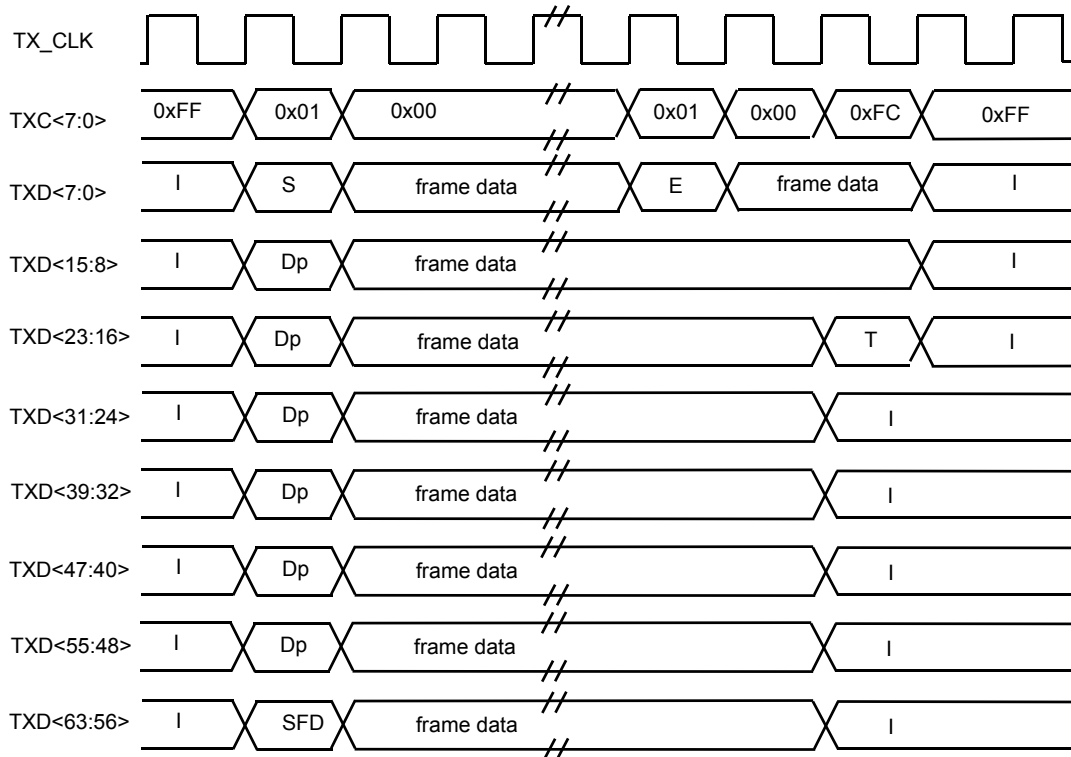 TX_CLK
TXC<7:0> 0xFF 0x01 0x00 0x01 0x00 0xFC 0xFF
TXD<7:0> I S frame data E frame data I
TXD<15:8> I Dp frame data I
TXD<23:16> I Dp frame data T I
TXD<31:24> I Dp frame data I
TXD<39:32> I Dp frame data I
TXD<47:40> I Dp frame data I
TXD<55:48> I Dp frame data I
TXD<63:56> I SFD frame data I